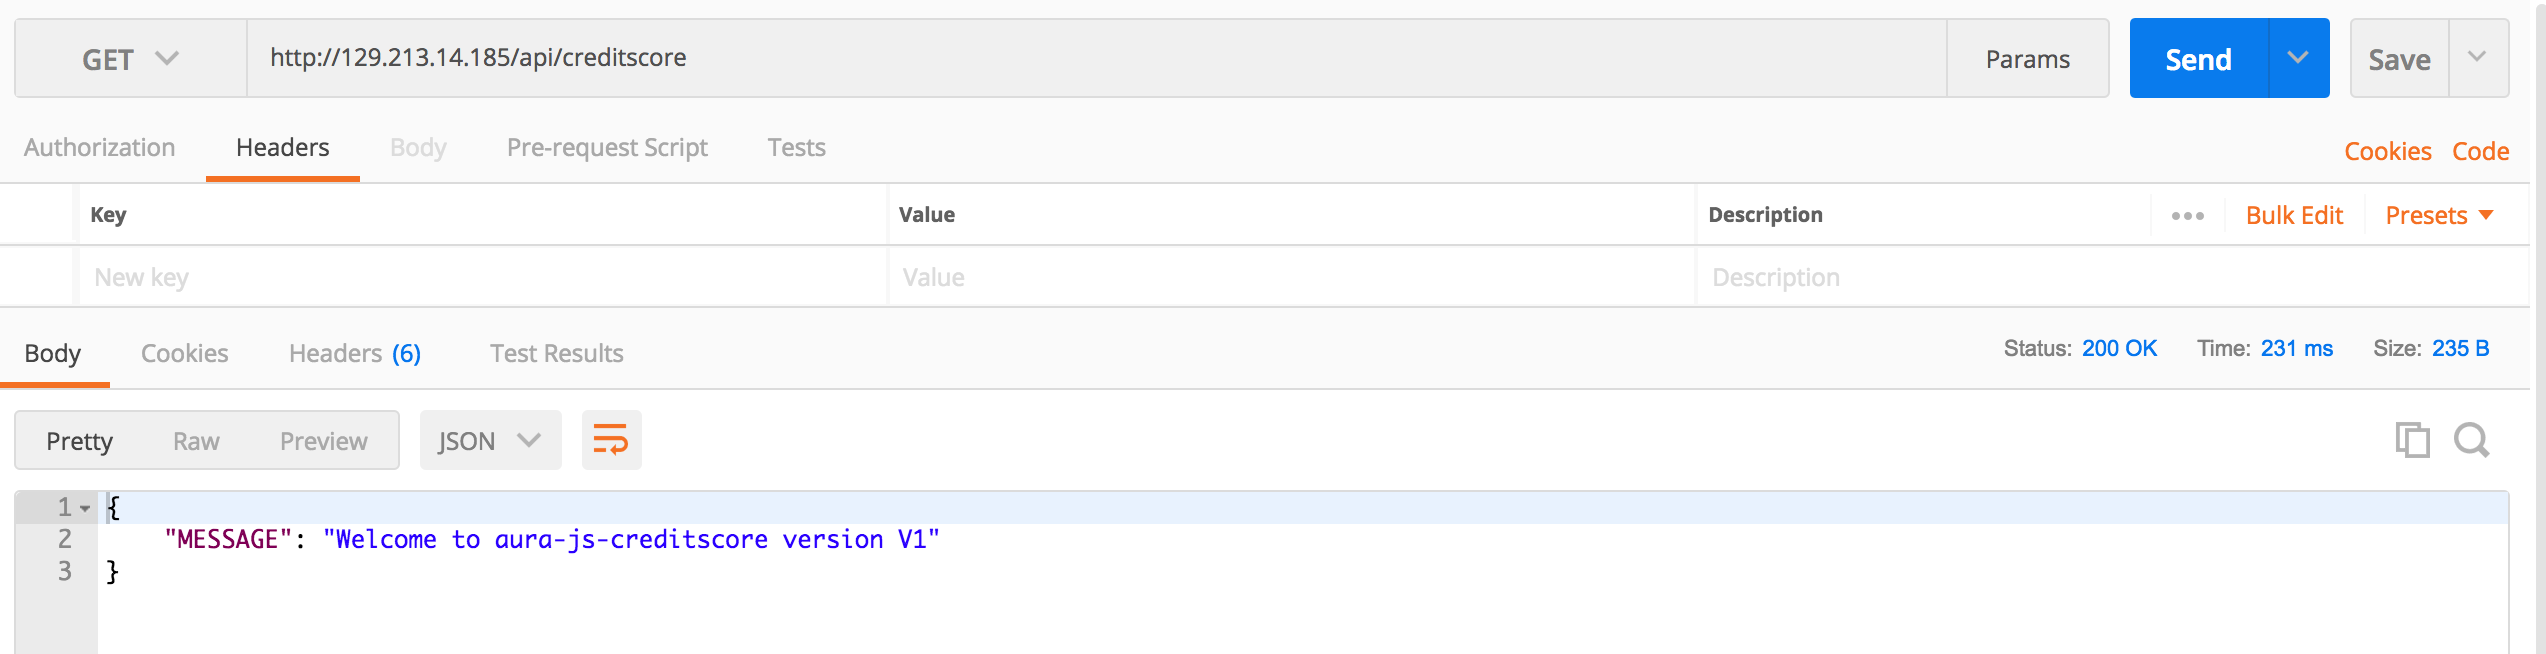 GET http://129.213.14.185/api/creditscore Params Send Save
Authorization Headers Body Pre-request Script Tests Cookies Code
Key Value Description ••• Bulk Edit Presets
New key Value Description
Body Cookies Headers (6) Test Results Status: 200 OK Time: 231 ms Size: 235 B
Pretty Raw Preview JSON
1 {
2 "MESSAGE": "Welcome to aura-js-creditscore version V1"
3 }